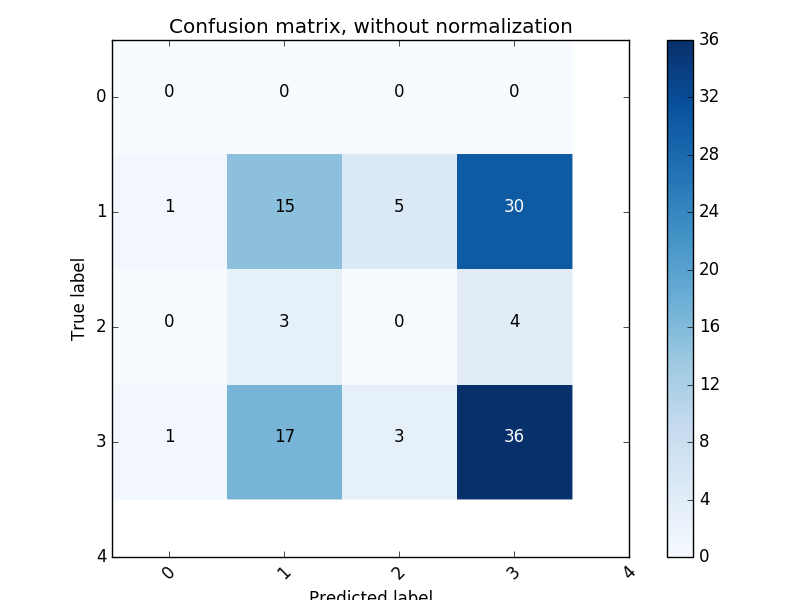 Confusion matrix, without normalization
0 0 0 0 0
1 1 15 5 30
2 0 3 0 4
3 1 17 3 36
4
0 1 2 3 4
True label
Predicted label
36
32
28
24
20
16
12
8
4
0